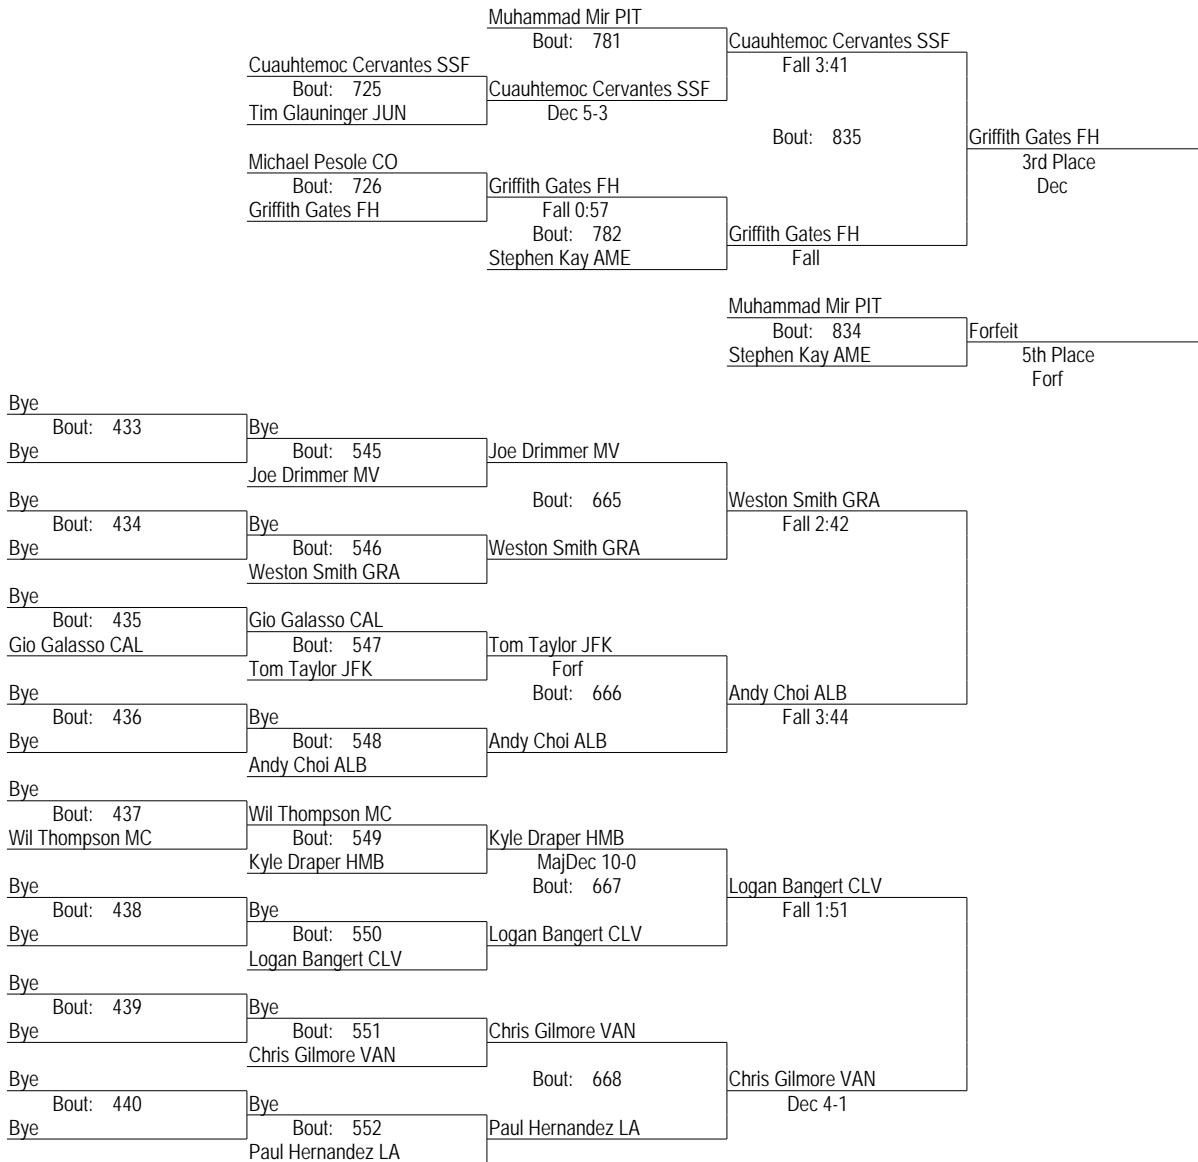 Muhammad Mir PIT
Bout: 781
Cuauhtemoc Cervantes SSF
Fall 3:41
Cuauhtemoc Cervantes SSF
Bout: 725
Cuauhtemoc Cervantes SSF
Tim Glauninger JUN
Dec 5-3
Bout: 835
Griffith Gates FH
3rd Place
Dec
Michael Pesole CO
Bout: 726
Griffith Gates FH
Griffith Gates FH
Fall 0:57
Bout: 782
Griffith Gates FH
Stephen Kay AME
Fall
Muhammad Mir PIT
Bout: 834
Forfeit
Stephen Kay AME
5th Place
Forf
Bye
Bout: 433
Bye
Bye
Bout: 545
Joe Drimmer MV
Joe Drimmer MV
Bye
Bout: 665
Weston Smith GRA
Bout: 434
Bye
Fall 2:42
Bye
Bout: 546
Weston Smith GRA
Weston Smith GRA
Bye
Bout: 435
Gio Galasso CAL
Gio Galasso CAL
Bout: 547
Tom Taylor JFK
Tom Taylor JFK
Forf
Bye
Bout: 666
Andy Choi ALB
Bout: 436
Bye
Fall 3:44
Bye
Bout: 548
Andy Choi ALB
Andy Choi ALB
Bye
Bout: 437
Wil Thompson MC
Wil Thompson MC
Bout: 549
Kyle Draper HMB
Kyle Draper HMB
MajDec 10-0
Bye
Bout: 667
Logan Bangert CLV
Bout: 438
Bye
Fall 1:51
Bye
Bout: 550
Logan Bangert CLV
Logan Bangert CLV
Bye
Bout: 439
Bye
Bye
Bout: 551
Chris Gilmore VAN
Chris Gilmore VAN
Bye
Bout: 668
Chris Gilmore VAN
Bout: 440
Bye
Dec 4-1
Bye
Bout: 552
Paul Hernandez LA
Paul Hernandez LA